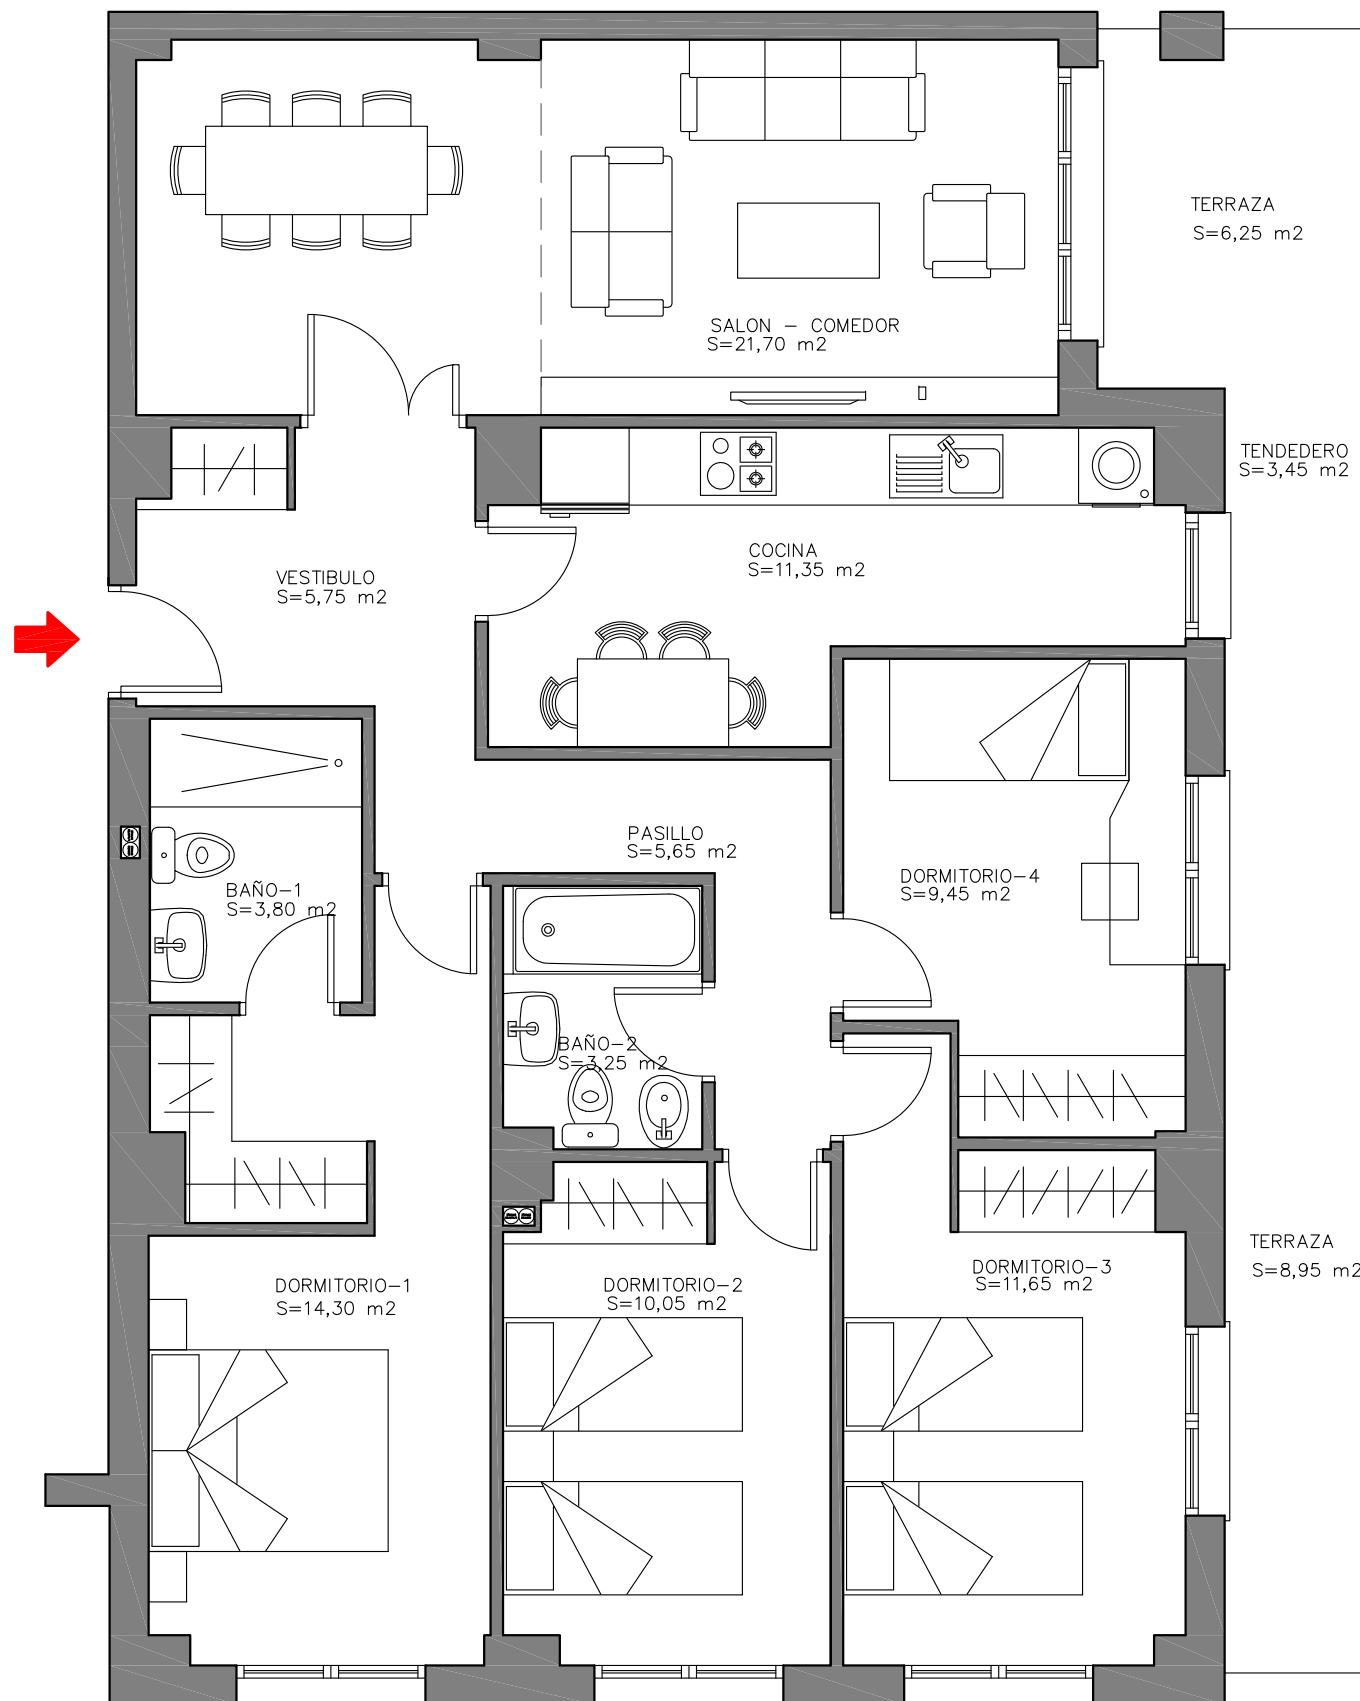 TERRAZA
S=6,25 m2
SALON - COMEDOR
S=21,70 m2
TENDEDERO
S=3,45 m2
COCINA
S=11,35 m2
VESTIBULO
S=5,75 m2
PASILLO
S=5,65 m2
DORMITORIO-4
S=9,45 m2
BAÑO-1
S=3,80 m2
BAÑO-2
S=3,25 m2
TERRAZA
S=8,95 m2
DORMITORIO-3
S=11,65 m2
DORMITORIO-1
S=14,30 m2
DORMITORIO-2
S=10,05 m2